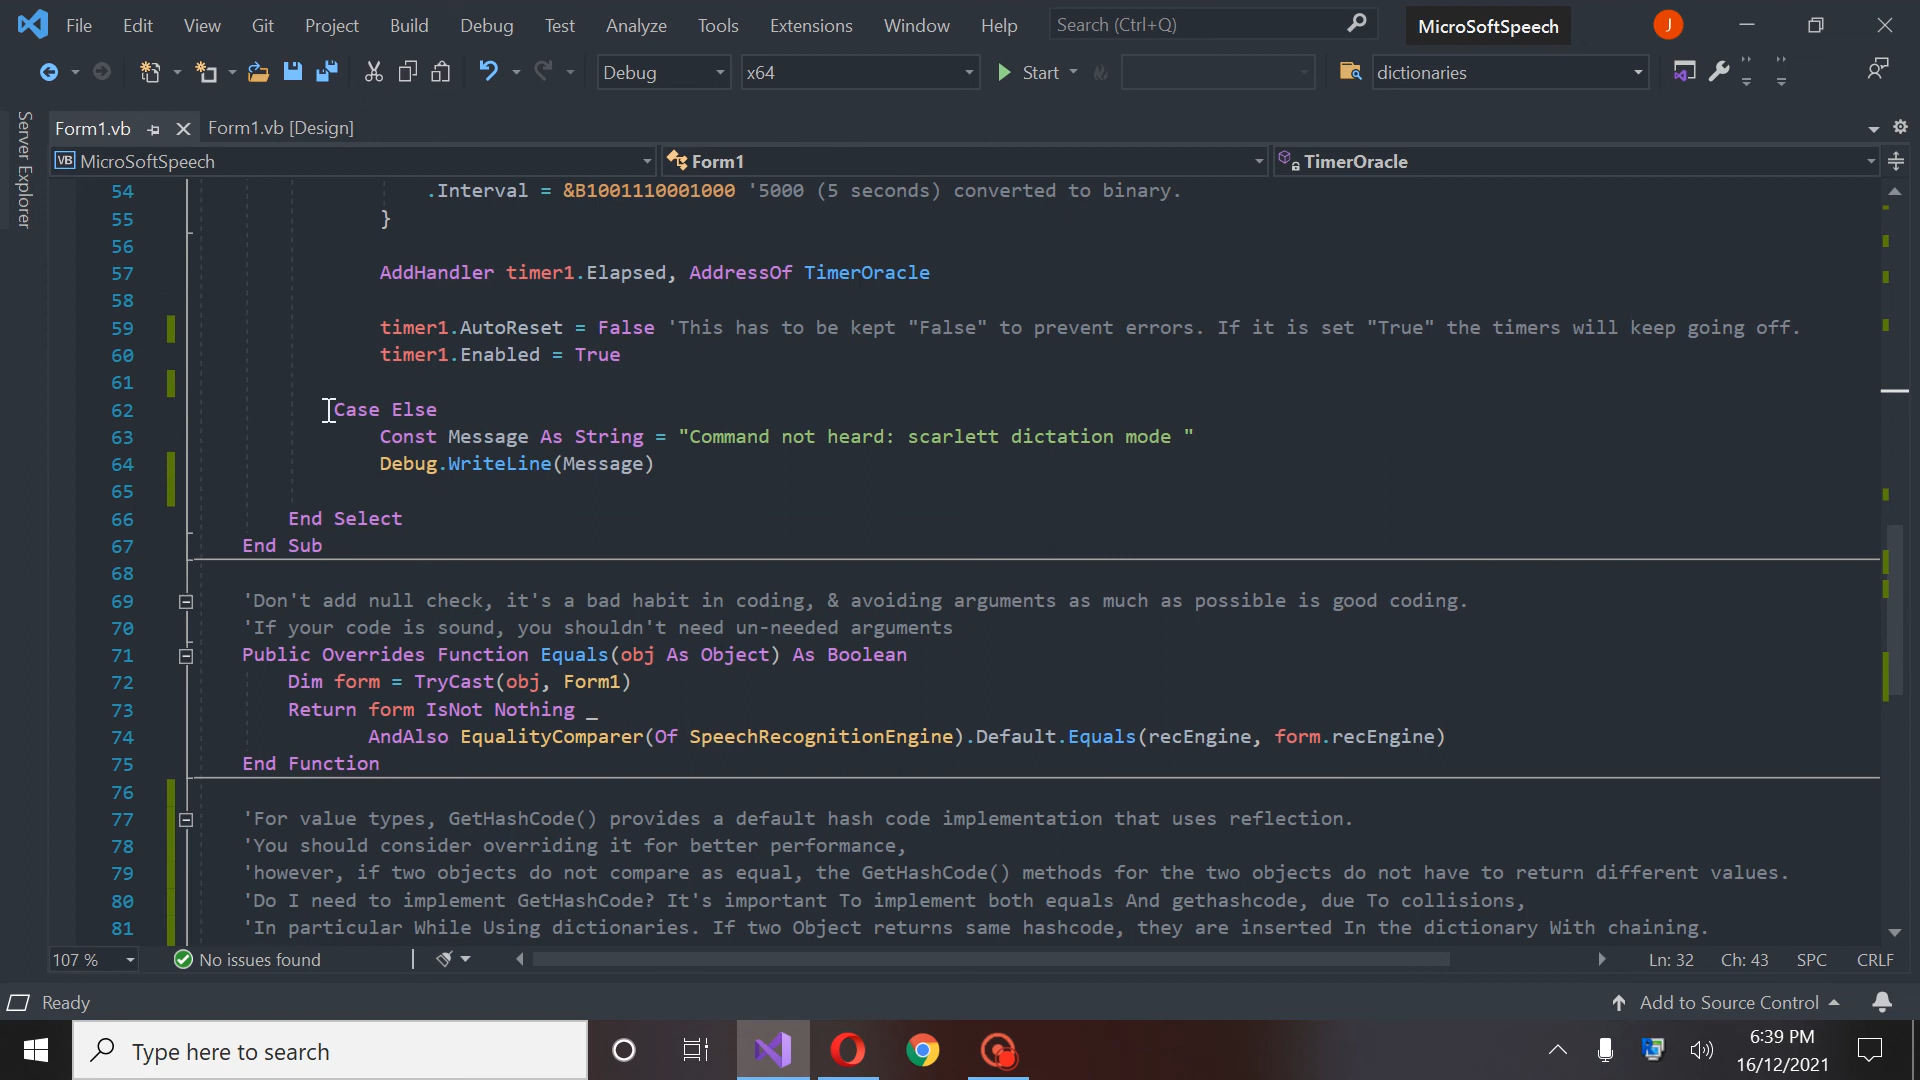 File Edit View Git Project Build Debug Test Analyze Tools Extensions Window Help Search (Ctrl+Q) MicroSoftSpeech J
Debug x64 Start dictionaries
Server Explorer
Form1.vb Form1.vb [Design]
VB MicroSoftSpeech Form1 TimerOracle
54 .Interval = &B1001110001000 '5000 (5 seconds) converted to binary.
55 }
56
57 AddHandler timer1.Elapsed, AddressOf TimerOracle
58
59 timer1.AutoReset = False 'This has to be kept "False" to prevent errors. If it is set "True" the timers will keep going off.
60 timer1.Enabled = True
61
62 Case Else
63 Const Message As String = "Command not heard: scarlett dictation mode "
64 Debug.WriteLine(Message)
65
66 End Select
67 End Sub
68
69 'Don't add null check, it's a bad habit in coding, & avoiding arguments as much as possible is good coding.
70 'If your code is sound, you shouldn't need un-needed arguments
71 Public Overrides Function Equals(obj As Object) As Boolean
72 Dim form = TryCast(obj, Form1)
73 Return form IsNot Nothing _
74 AndAlso EqualityComparer(Of SpeechRecognitionEngine).Default.Equals(recEngine, form.recEngine)
75 End Function
76
77 'For value types, GetHashCode() provides a default hash code implementation that uses reflection.
78 'You should consider overriding it for better performance,
79 'however, if two objects do not compare as equal, the GetHashCode() methods for the two objects do not have to return different values.
80 'Do I need to implement GetHashCode? It's important To implement both equals And gethashcode, due To collisions,
81 'In particular While Using dictionaries. If two Object returns same hashcode, they are inserted In the dictionary With chaining.
107 % No issues found Ln: 32 Ch: 43 SPC CRLF
Ready Add to Source Control
Type here to search 6:39 PM
16/12/2021